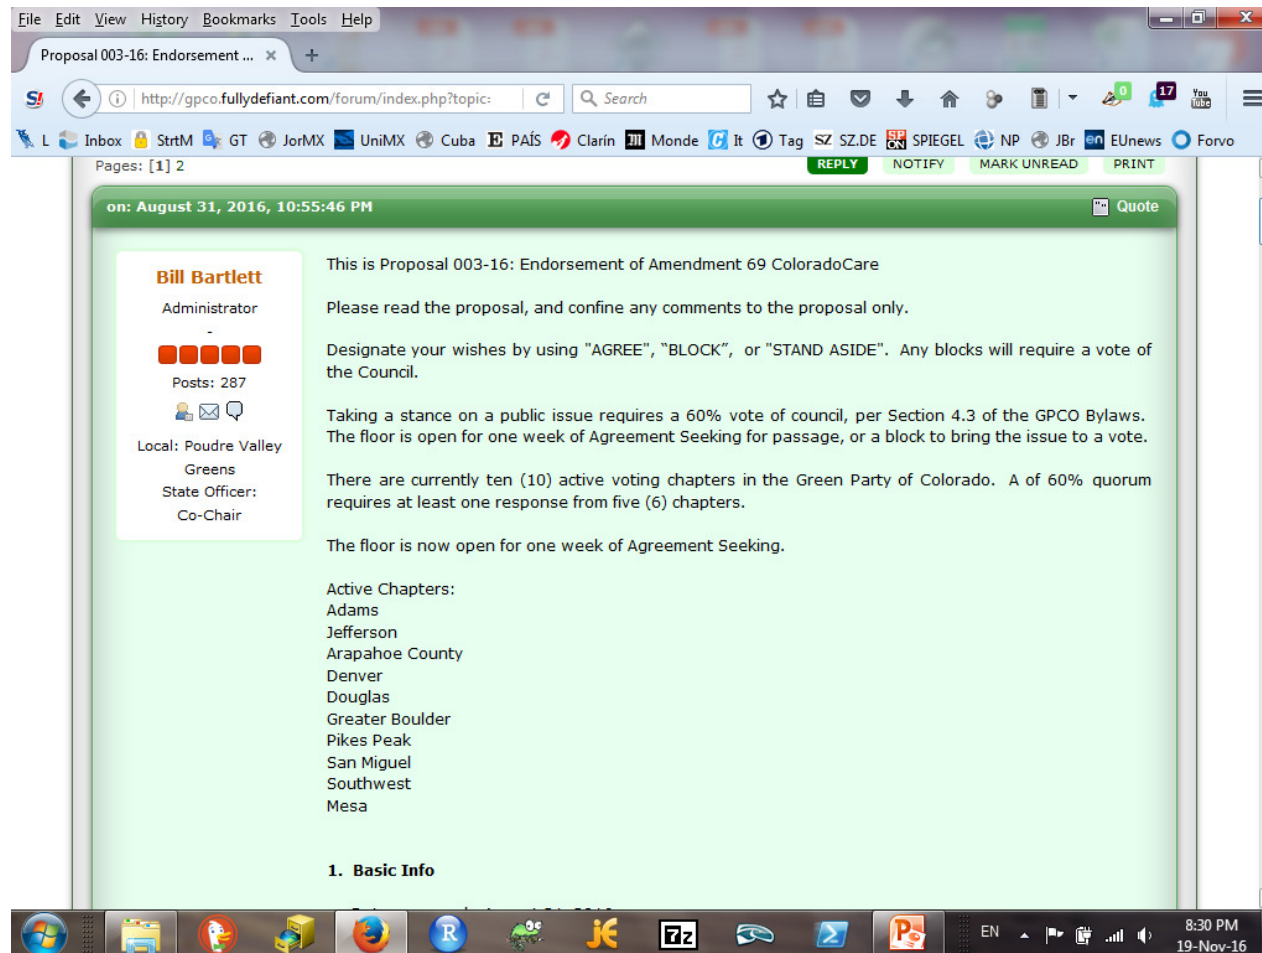 File Edit View History Bookmarks Tools Help
Proposal 003-16: Endorsement ... × +
S! http://gpco.fullydefiant.com/forum/index.php?topic= Search 0 17 You Tube
L Inbox StrtM GT JorMX UniMX Cuba E PAÍS Clarín M Monde It Tag SZ SZ.DE SP ON SPIEGEL NP JBr en EUnews Forvo
Pages: [1] 2 REPLY NOTIFY MARK UNREAD PRINT
on: August 31, 2016, 10:55:46 PM Quote
Bill Bartlett
Administrator
-
Posts: 287
Local: Poudre Valley
Greens
State Officer:
Co-Chair
This is Proposal 003-16: Endorsement of Amendment 69 ColoradoCare
Please read the proposal, and confine any comments to the proposal only.
Designate your wishes by using "AGREE", “BLOCK”, or "STAND ASIDE". Any blocks will require a vote of
the Council.
Taking a stance on a public issue requires a 60% vote of council, per Section 4.3 of the GPCO Bylaws.
The floor is open for one week of Agreement Seeking for passage, or a block to bring the issue to a vote.
There are currently ten (10) active voting chapters in the Green Party of Colorado. A of 60% quorum
requires at least one response from five (6) chapters.
The floor is now open for one week of Agreement Seeking.
Active Chapters:
Adams
Jefferson
Arapahoe County
Denver
Douglas
Greater Boulder
Pikes Peak
San Miguel
Southwest
Mesa
1. Basic Info
R jE 7z P EN 8:30 PM
19-Nov-16